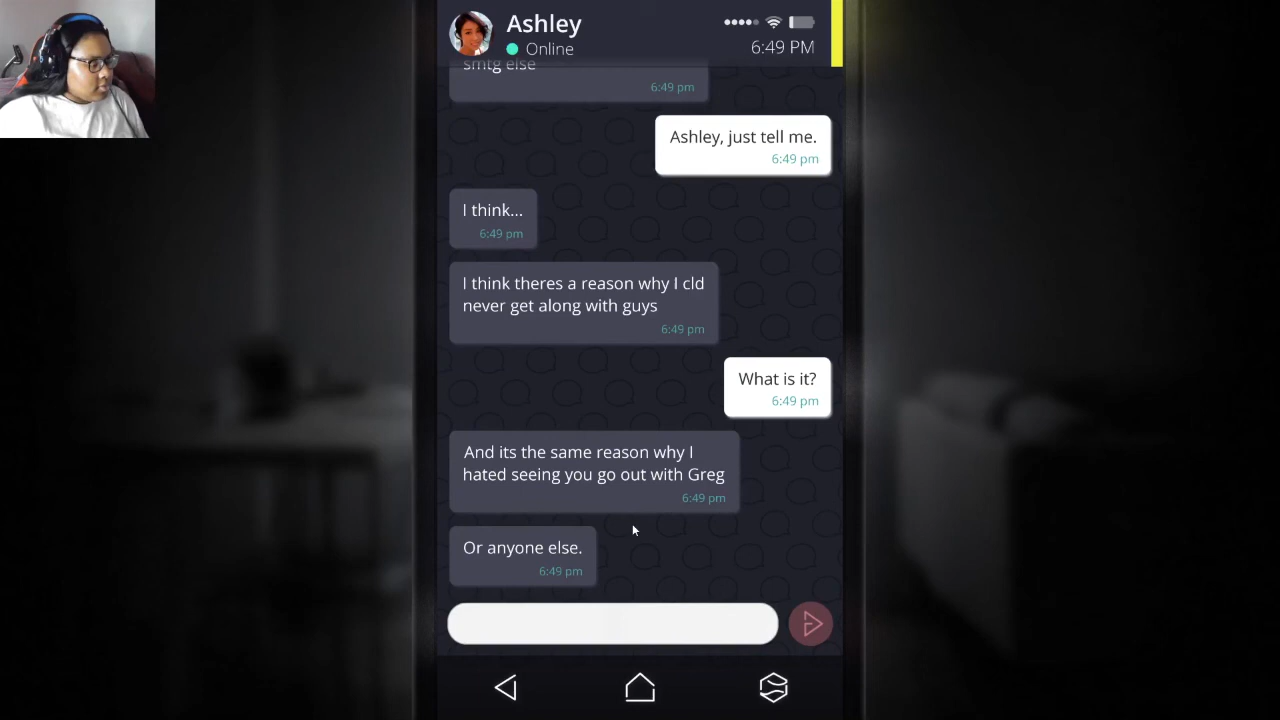 Ashley
Online
6:49 PM
smtg else
6:49 pm
Ashley, just tell me.
6:49 pm
I think...
6:49 pm
I think theres a reason why I cld
never get along with guys
6:49 pm
What is it?
6:49 pm
And its the same reason why I
hated seeing you go out with Greg
6:49 pm
Or anyone else.
6:49 pm